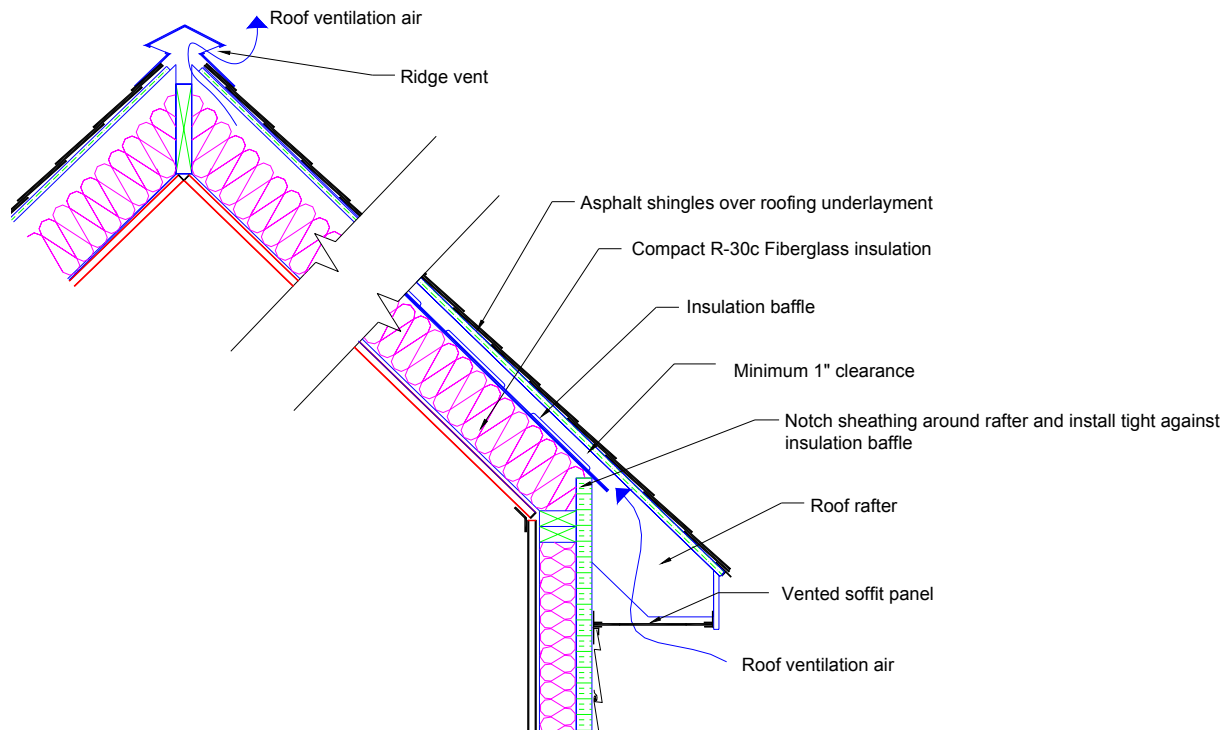 Roof ventilation air
Ridge vent
Asphalt shingles over roofing underlayment
Compact R-30c Fiberglass insulation
Insulation baffle
Minimum 1" clearance
Notch sheathing around rafter and install tight against
insulation baffle
Roof rafter
Vented soffit panel
Roof ventilation air